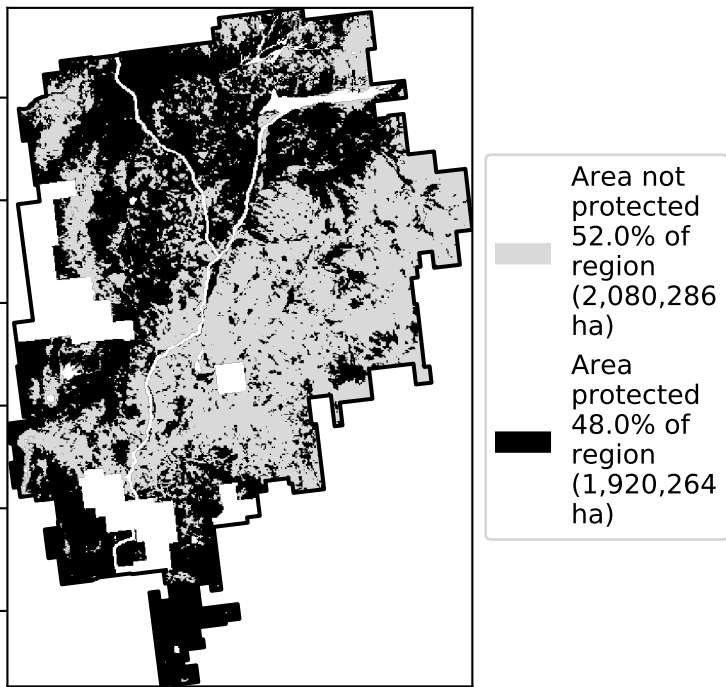 Area not
protected
52.0% of
region
(2,080,286
ha)
Area
protected
48.0% of
region
(1,920,264
ha)